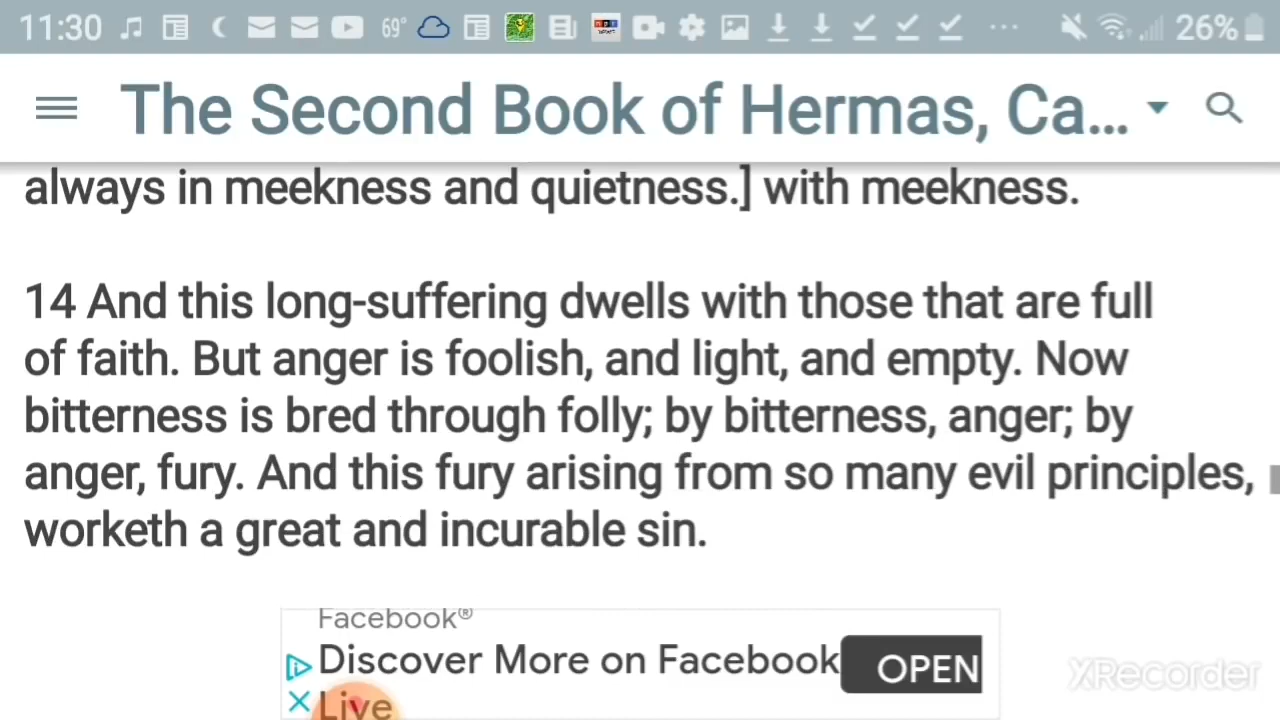 11:30 69° 26%
The Second Book of Hermas, Ca...
always in meekness and quietness.] with meekness.
14 And this long-suffering dwells with those that are full
of faith. But anger is foolish, and light, and empty. Now
bitterness is bred through folly; by bitterness, anger; by
anger, fury. And this fury arising from so many evil principles,
worketh a great and incurable sin.
Facebook®
Discover More on Facebook
Live
OPEN
XRecorder